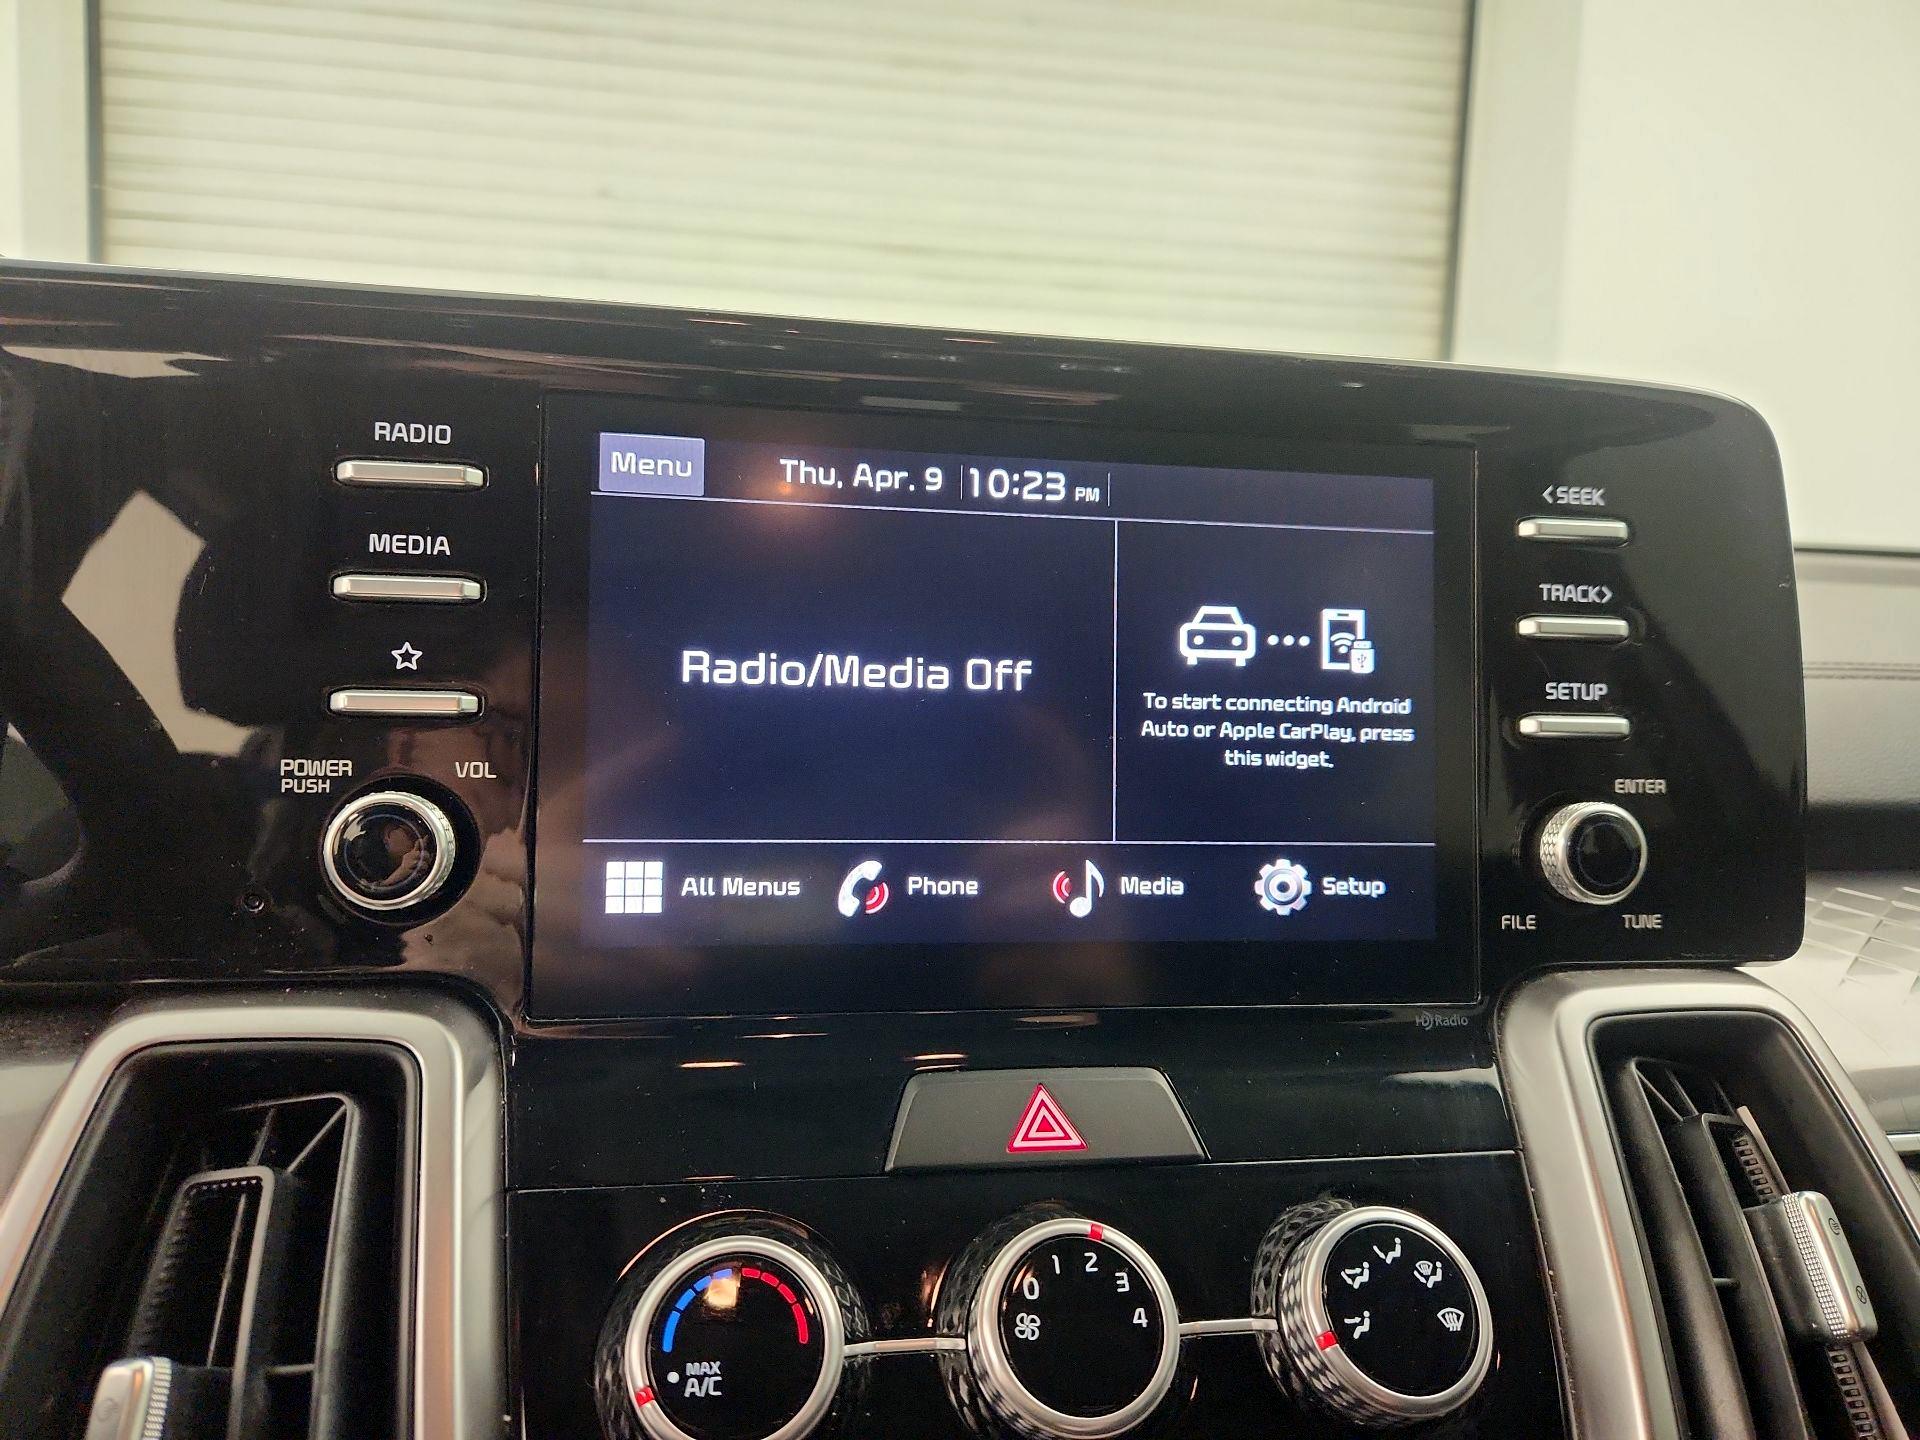 RADIO
MEDIA
POWER
PUSH
VOL
Menu
Thu, Apr. 9
10:23 PM
Radio/Media Off
To start connecting Android
Auto or Apple CarPlay, press
this widget.
All Menus
Phone
Media
Setup
<SEEK
TRACK>
SETUP
ENTER
FILE
TUNE
HD Radio
MAX
A/C
0 1 2 3 4